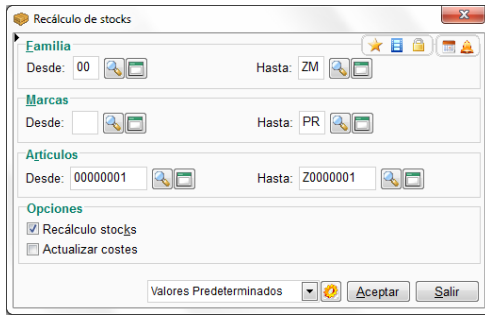 Recálculo de stocks
Familia
Desde: 00 Hasta: ZM
Marcas
Desde: Hasta: PR
Artículos
Desde: 00000001 Hasta: Z0000001
Opciones
Recálculo stocks
Actualizar costes
Valores Predeterminados Aceptar Salir